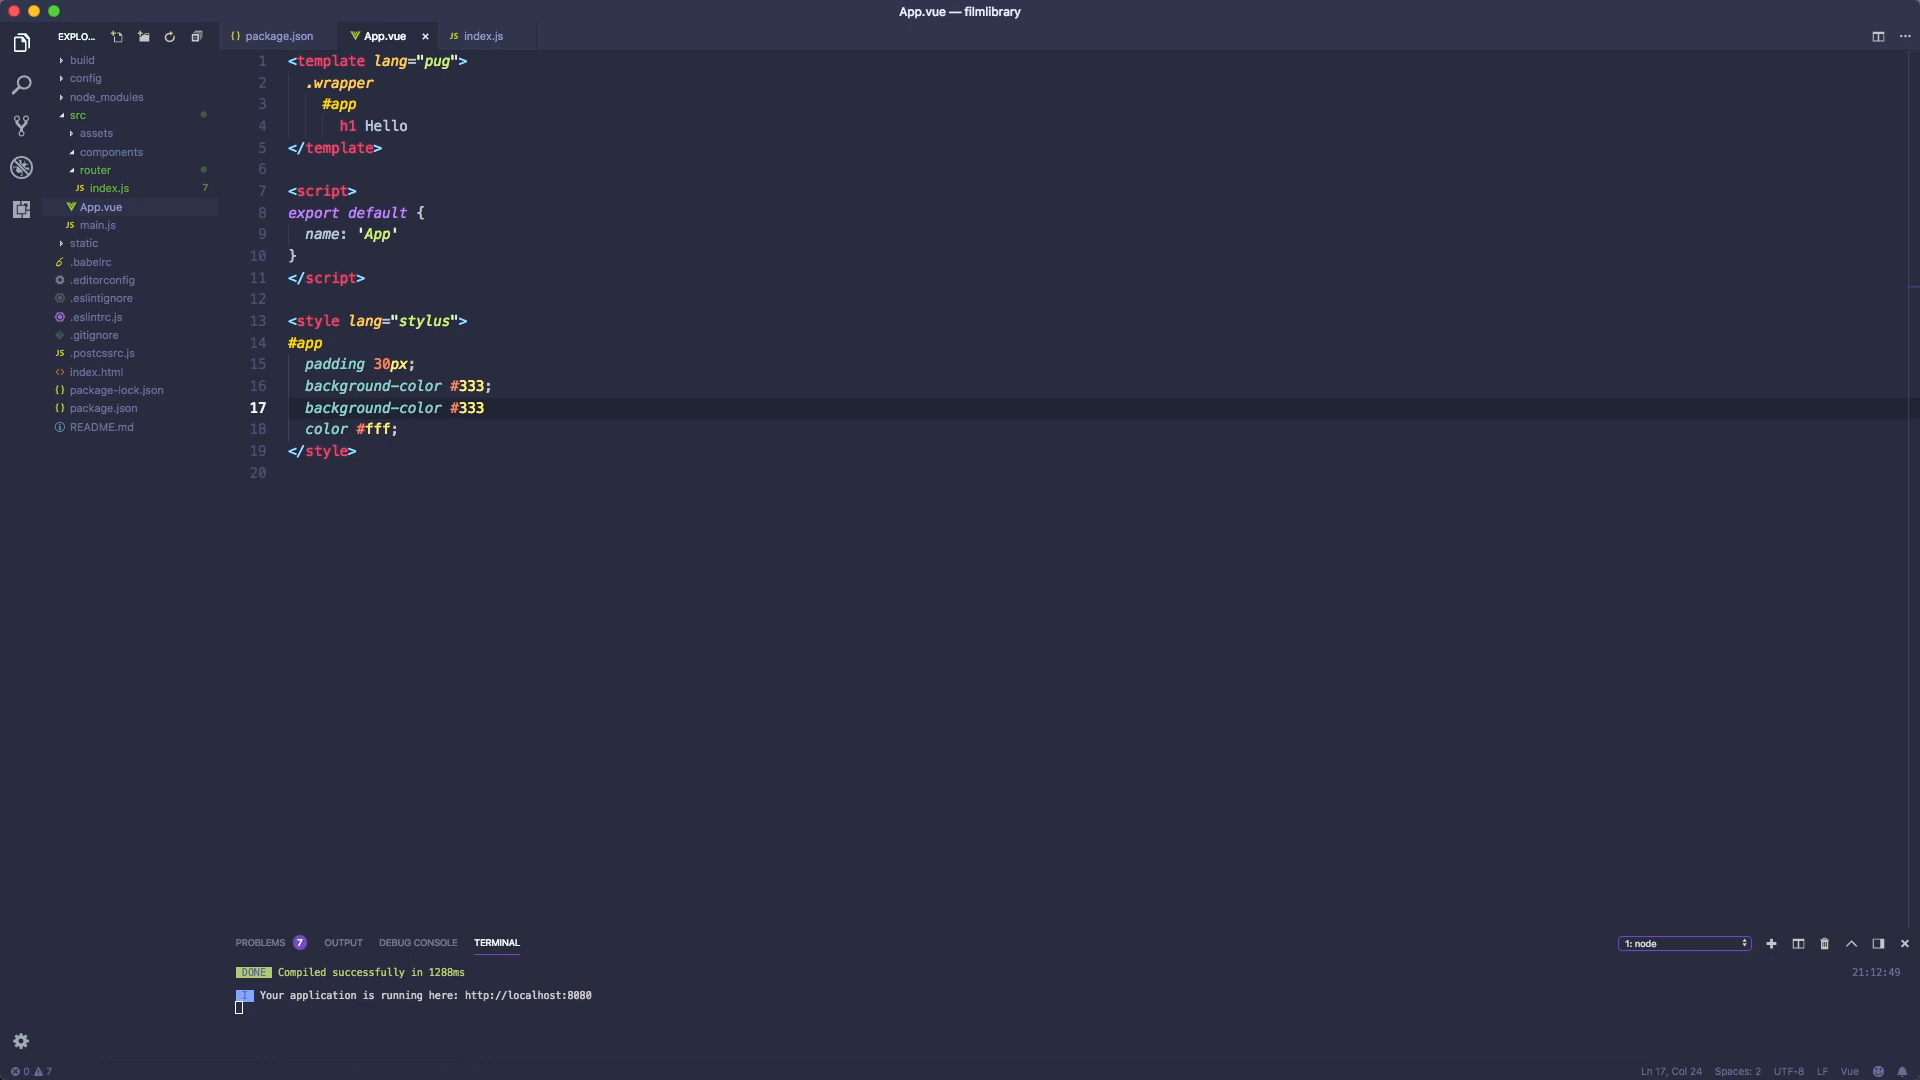 App.vue — filmlibrary
EXPLO...
{} package.json
App.vue ×
JS index.js
build
config
node_modules
src
assets
components
router
JS index.js 7
App.vue
JS main.js
static
.babelrc
.editorconfig
.eslintignore
.eslintrc.js
.gitignore
JS .postcssrc.js
<> index.html
{} package-lock.json
{} package.json
README.md
1 <template lang="pug">
2 .wrapper
3 #app
4 h1 Hello
5 </template>
6
7 <script>
8 export default {
9 name: 'App'
10 }
11 </script>
12
13 <style lang="stylus">
14 #app
15 padding 30px;
16 background-color #333;
17 background-color #333
18 color #fff;
19 </style>
20
PROBLEMS 7 OUTPUT DEBUG CONSOLE TERMINAL
1: node
DONE Compiled successfully in 1288ms 21:12:49
I Your application is running here: http://localhost:8080
0 7
Ln 17, Col 24 Spaces: 2 UTF-8 LF Vue